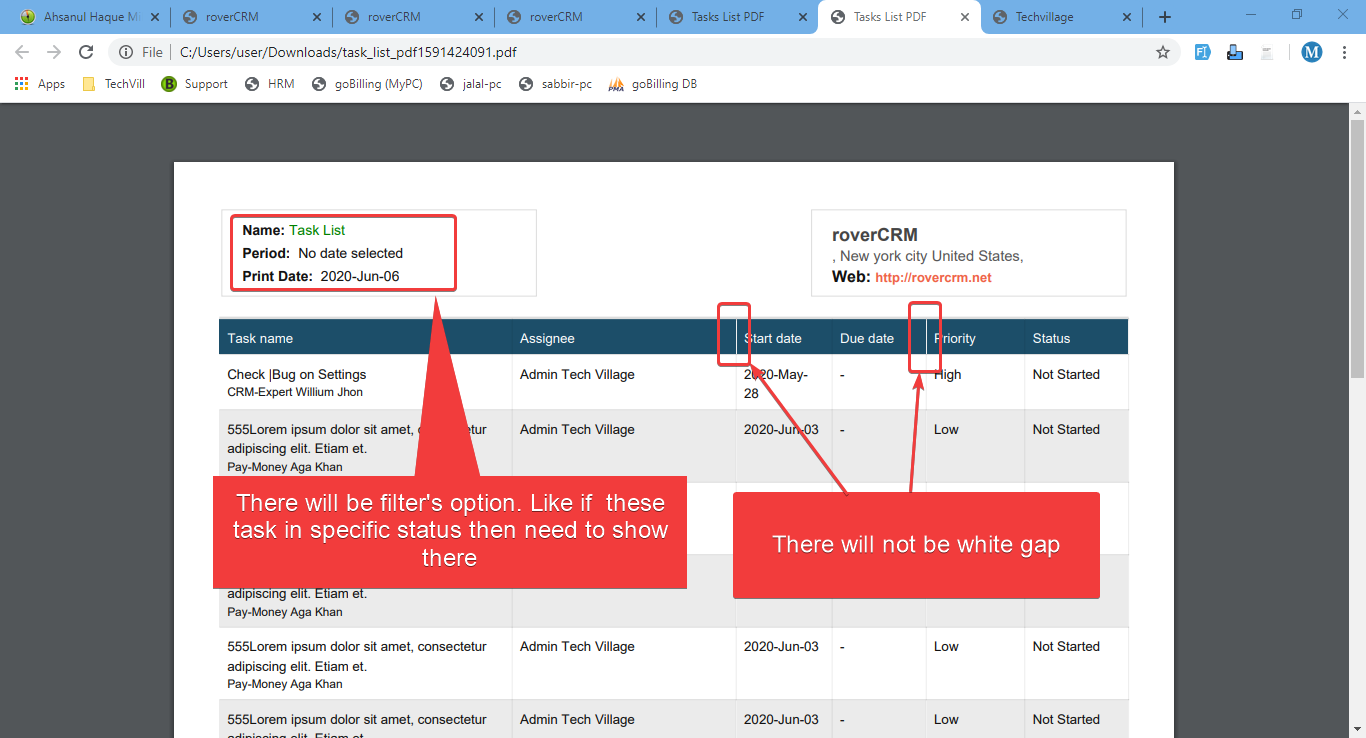 Ahsanul Haque M
roverCRM
roverCRM
roverCRM
Tasks List PDF
Tasks List PDF
Techvillage
File
C:/Users/user/Downloads/task_list_pdf1591424091.pdf
M
Apps
TechVill
Support
HRM
goBilling (MyPC)
jalal-pc
sabbir-pc
goBilling DB
Name: Task List
Period: No date selected
Print Date: 2020-Jun-06
roverCRM
, New york city United States,
Web: http://rovercrm.net
Task name Assignee Start date Due date Priority Status
Check |Bug on Settings Admin Tech Village 2020-May- - High Not Started
CRM-Expert Willium Jhon 28
555Lorem ipsum dolor sit amet, c tur Admin Tech Village 2020-Jun-03 - Low Not Started
adipiscing elit. Etiam et.
Pay-Money Aga Khan
There will be filter's option. Like if these
task in specific status then need to show
there
There will not be white gap
adipiscing elit. Etiam et.
Pay-Money Aga Khan
555Lorem ipsum dolor sit amet, consectetur Admin Tech Village 2020-Jun-03 - Low Not Started
adipiscing elit. Etiam et.
Pay-Money Aga Khan
555Lorem ipsum dolor sit amet, consectetur Admin Tech Village 2020-Jun-03 - Low Not Started
adipiscing elit. Etiam et.